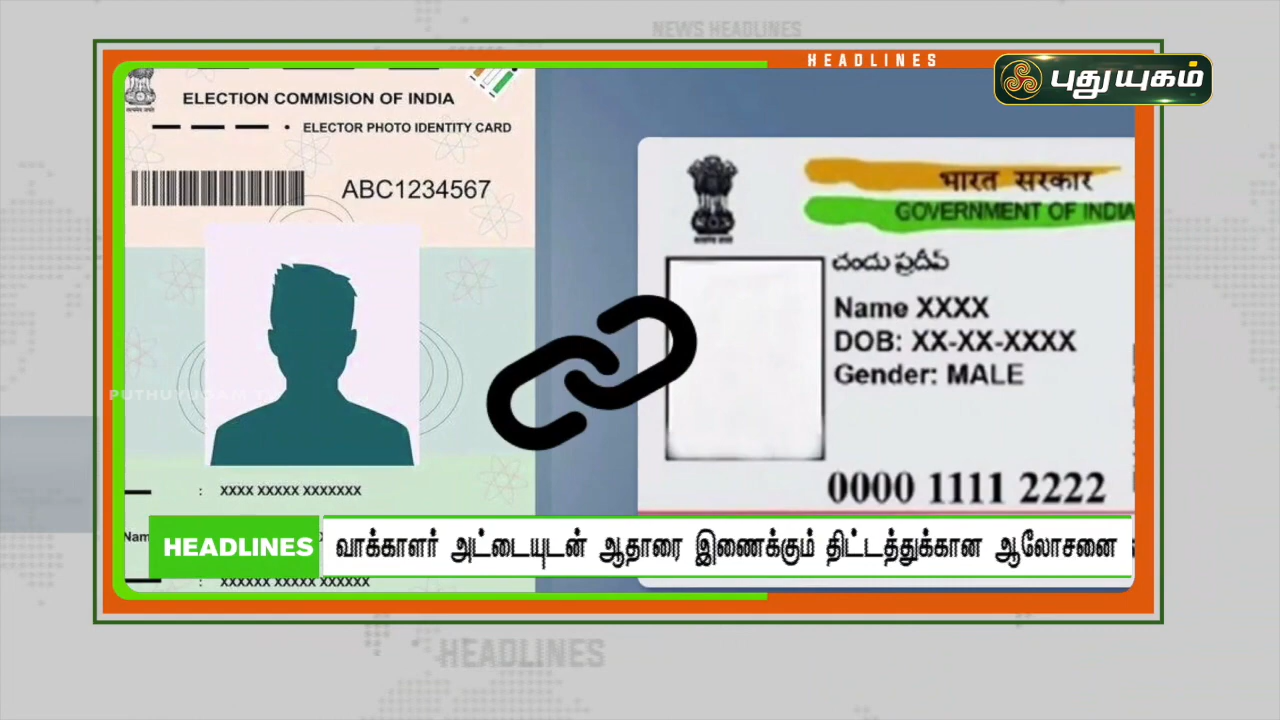 NEWS HEADLINES
HEADLINES
புதுயுகம்
ELECTION COMMISION OF INDIA
ELECTOR PHOTO IDENTITY CARD
ABC1234567
भारत सरकार
GOVERNMENT OF INDIA
చందు ప్రదీప్
Name XXXX
DOB: XX-XX-XXXX
Gender: MALE
0000 1111 2222
PUTHUYUGAM
: XXXX XXXXX XXXXXXX
Nam
HEADLINES
வாக்காளர் அட்டையுடன் ஆதாரை இணைக்கும் திட்டத்துக்கான ஆலோசனை
: XXXXXX XXXXX XXXXXX
HEADLINES